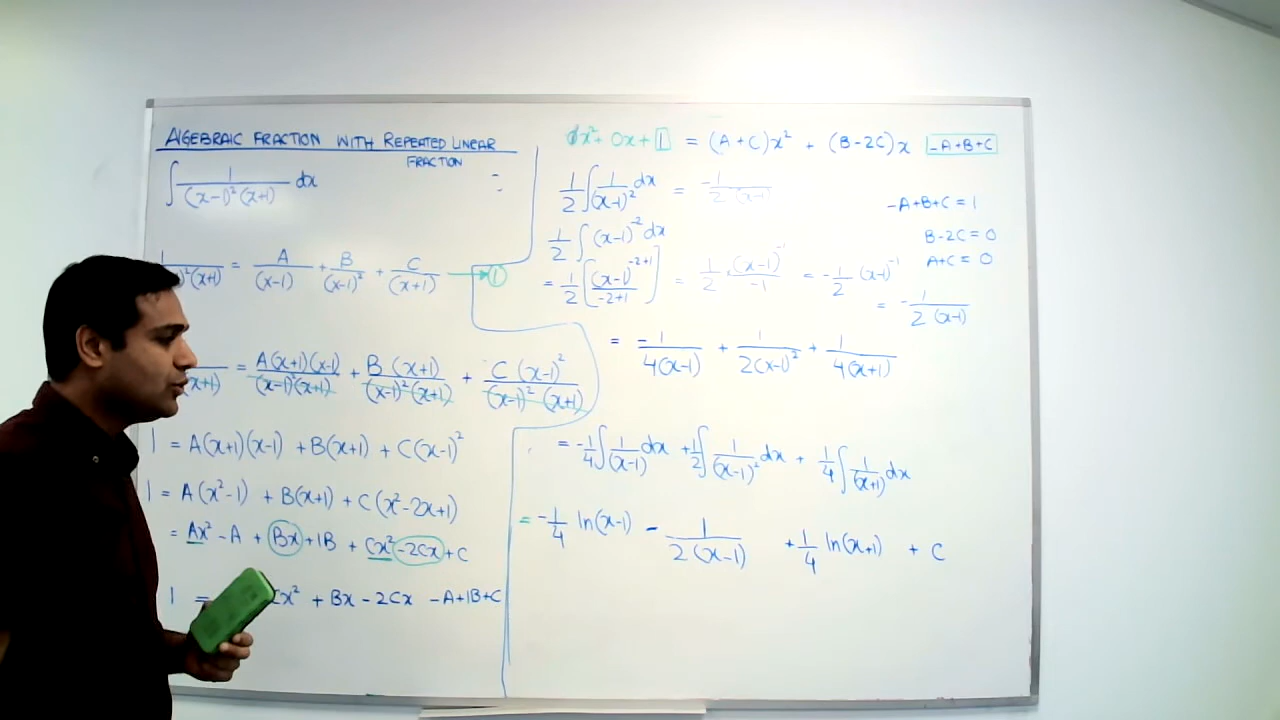 ALGEBRAIC FRACTION WITH REPEATED LINEAR
FRACTION
∫ 1/((x-1)²(x+1)) dx
1/((x-1)²(x+1)) = A/(x-1) + B/(x-1)² + C/(x+1) → ①
(x+1) = A(x+1)(x-1)/((x-1)²(x+1)) + B(x+1)/((x-1)²(x+1)) + C(x-1)²/((x-1)²(x+1))
1 = A(x+1)(x-1) + B(x+1) + C(x-1)²
1 = A(x²-1) + B(x+1) + C(x²-2x+1)
= Ax² - A + Bx + 1B + Cx² - 2Cx + C
1 = Cx² + Bx - 2Cx - A + 1B + C
0x² + 0x + 1 = (A+C)x² + (B-2C)x -A+B+C
1/2 ∫ 1/(x-1)² dx = -1/(2(x-1))
-A+B+C = 1
1/2 ∫ (x-1)⁻² dx
B-2C = 0
A+C = 0
= 1/2 [(x-1)^(-2+1)/(-2+1)] = 1/2 · (x-1)⁻¹/-1 = -1/2 (x-1)⁻¹
= -1/(2(x-1))
= -1/(4(x-1)) + 1/(2(x-1)²) + 1/(4(x+1))
= -1/4 ∫ 1/(x-1) dx + 1/2 ∫ 1/(x-1)² dx + 1/4 ∫ 1/(x+1) dx
= -1/4 ln(x-1) - 1/(2(x-1)) + 1/4 ln(x+1) + C